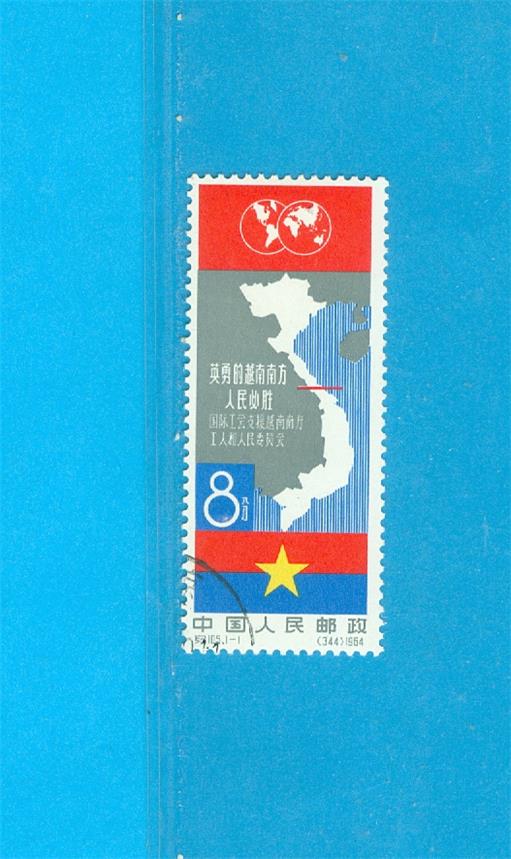 英勇的越南南方
人民必胜
国际工会支援越南南方
工人和人民委员会
8
八分
中国人民邮政
纪105.1-1
(344)1964